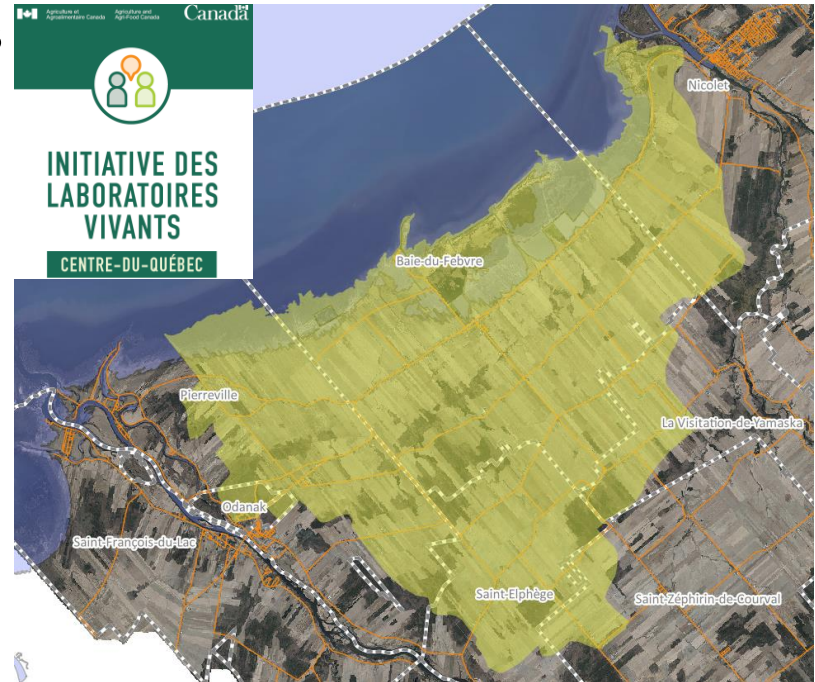 Agriculture et Agriculture and
Agroalimentaire Canada Agri-Food Canada
Canada
INITIATIVE DES
LABORATOIRES
VIVANTS
CENTRE-DU-QUÉBEC
Nicolet
Baie-du-Febvre
Pierreville
La Visitation-de-Yamaska
Odanak
Saint-François-du-Lac
Saint-Elphège
Saint-Zéphirin-de-Courval